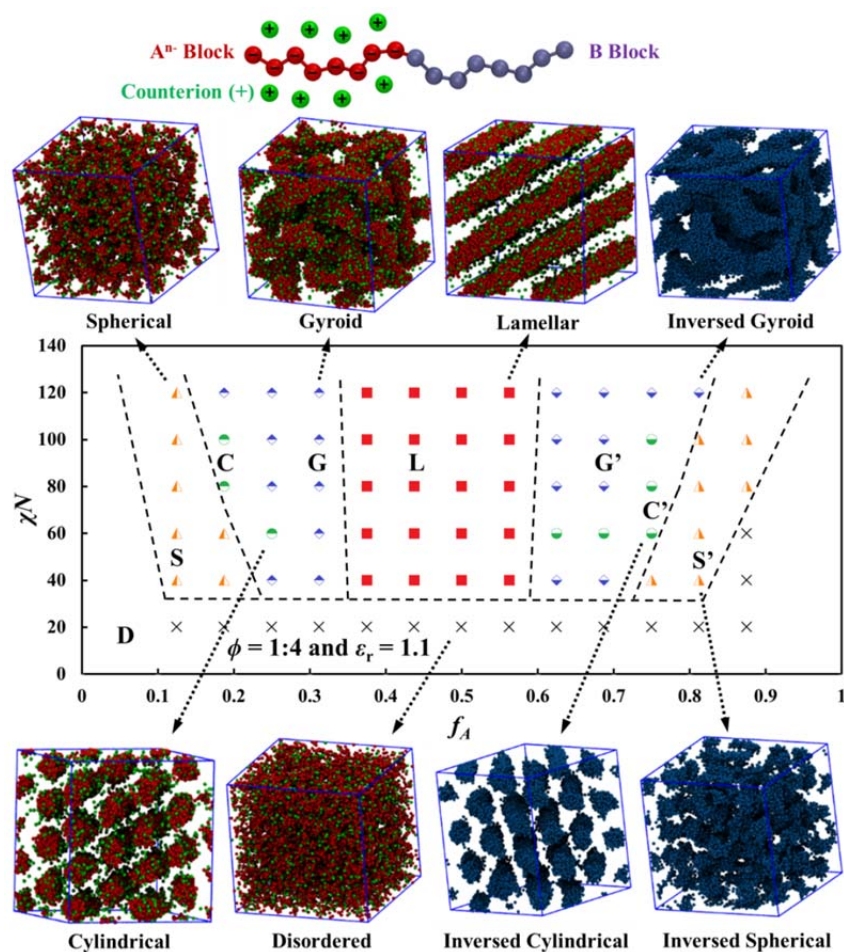 Aⁿ⁻ Block
B Block
Counterion (+)
Spherical
Gyroid
Lamellar
Inversed Gyroid
140
120
100
80
60
40
20
0
χN
C
G
L
G'
C'
S
S'
D
ϕ = 1:4 and εᵣ = 1.1
0 0.1 0.2 0.3 0.4 0.5 0.6 0.7 0.8 0.9 1
f_A
Cylindrical
Disordered
Inversed Cylindrical
Inversed Spherical